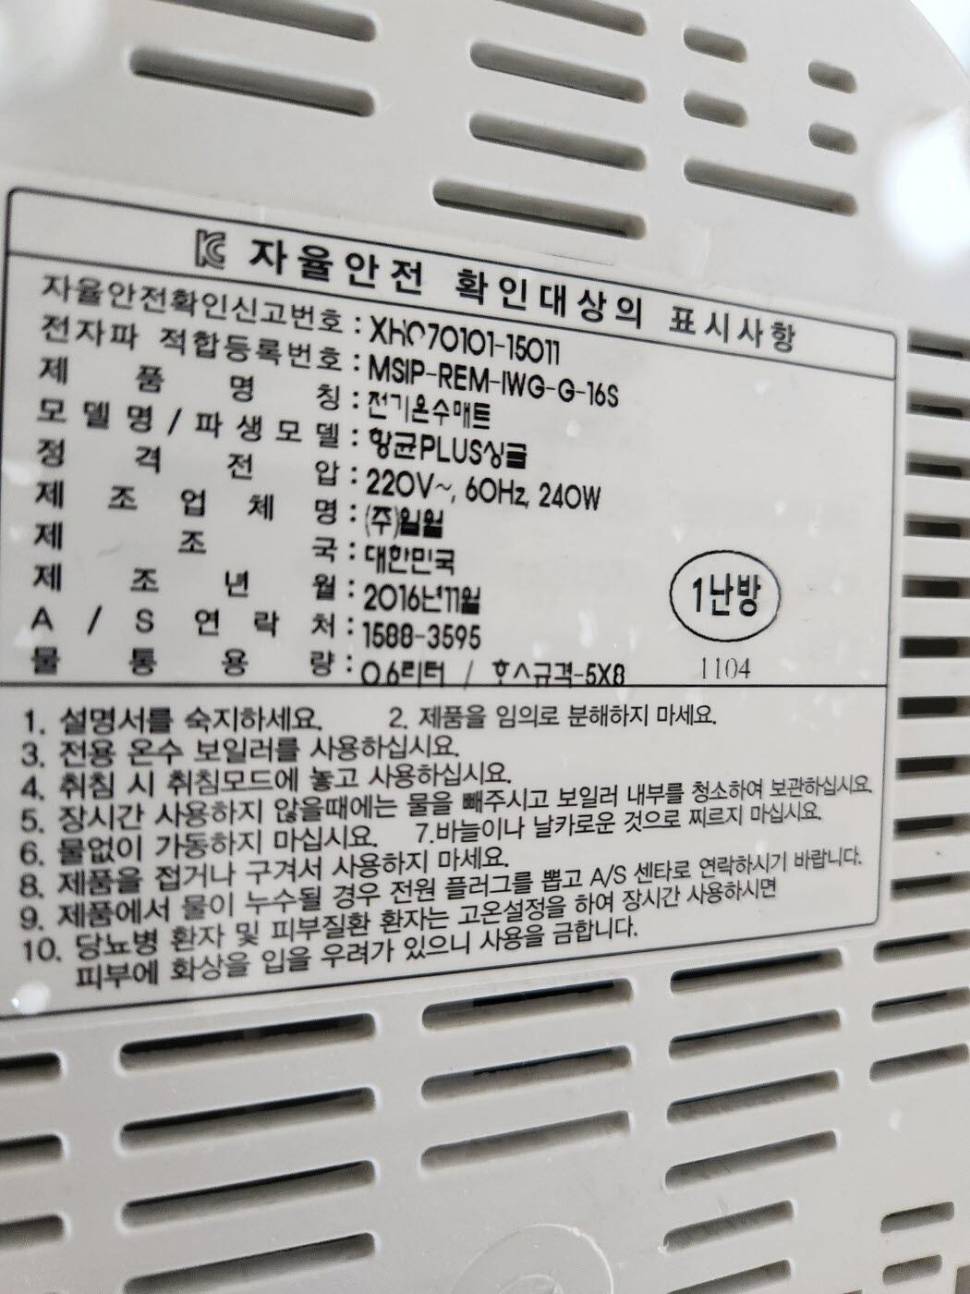 자율안전 확인대상의 표시사항
자율안전확인신고번호 : XH070101-15011
전자파 적합등록번호 : MSIP-REM-IWG-G-16S
제품명칭 : 전기온수매트
모델명/파생모델 : 항균PLUS싱글
정격전압 : 220V~, 60Hz, 240W
제조업체명 : (주)일월
제조국 : 대한민국
제조년월 : 2016년11월
A/S연락처 : 1588-3595
물통용량 : 0.6리터 / 호스규격-5X8
1난방
1104
1. 설명서를 숙지하세요. 2. 제품을 임의로 분해하지 마세요.
3. 전용 온수 보일러를 사용하십시요.
4. 취침 시 취침모드에 놓고 사용하십시요.
5. 장시간 사용하지 않을때에는 물을 빼주시고 보일러 내부를 청소하여 보관하십시요.
6. 물없이 가동하지 마십시요. 7.바늘이나 날카로운 것으로 찌르지 마십시요.
8. 제품을 접거나 구겨서 사용하지 마세요.
9. 제품에서 물이 누수될 경우 전원 플러그를 뽑고 A/S 센타로 연락하시기 바랍니다.
10. 당뇨병 환자 및 피부질환 환자는 고온설정을 하여 장시간 사용하시면
피부에 화상을 입을 우려가 있으니 사용을 금합니다.